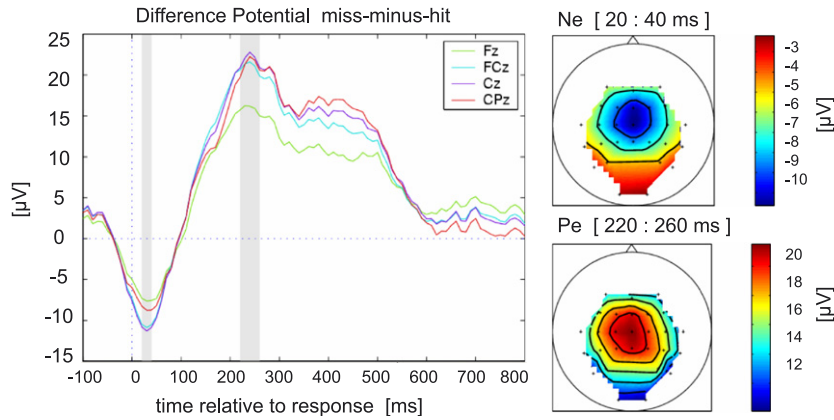 Difference Potential miss-minus-hit
25
20
15
10
5
0
-5
-10
-15
[µV]
-100
0
100
200
300
400
500
600
700
800
time relative to response [ms]
Fz
FCz
Cz
CPz
Ne [ 20 : 40 ms ]
-3
-4
-5
-6
-7
-8
-9
-10
[µV]
Pe [ 220 : 260 ms ]
20
18
16
14
12
[µV]